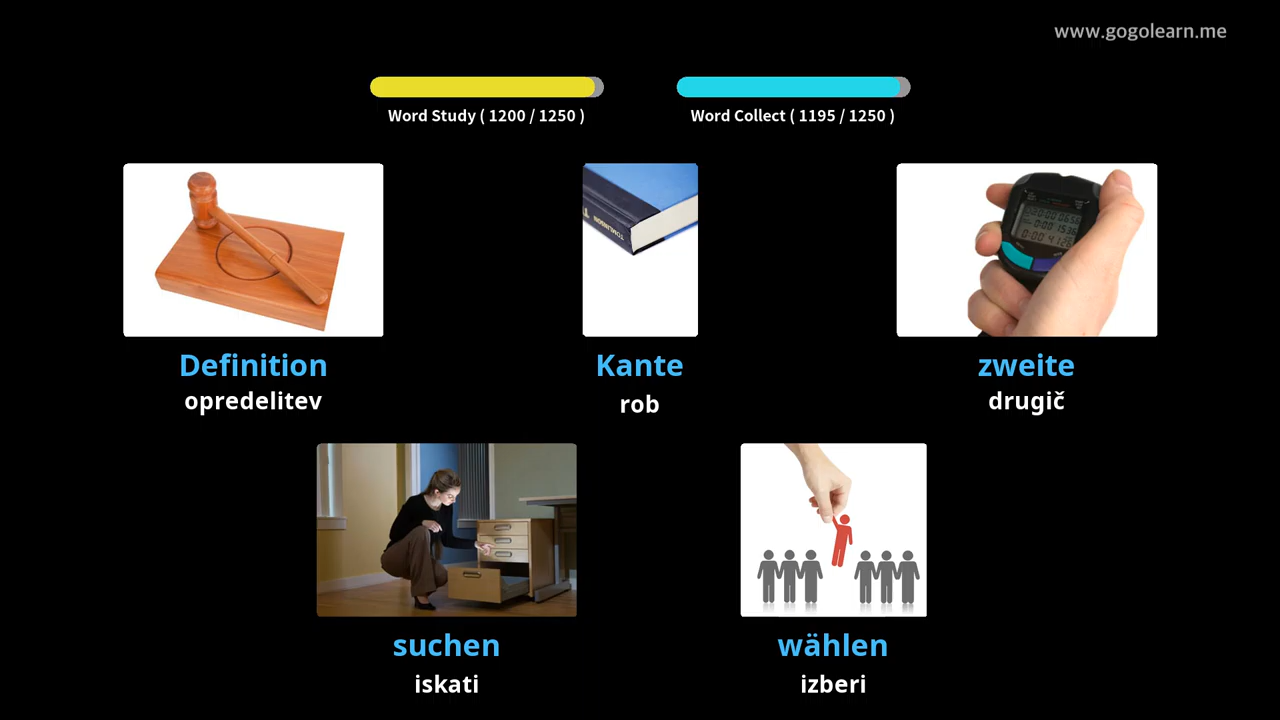 www.gogolearn.me
Word Study ( 1200 / 1250 )
Word Collect ( 1195 / 1250 )
TOMLINSON
Definition
Kante
zweite
opredelitev
rob
drugič
suchen
wählen
iskati
izberi